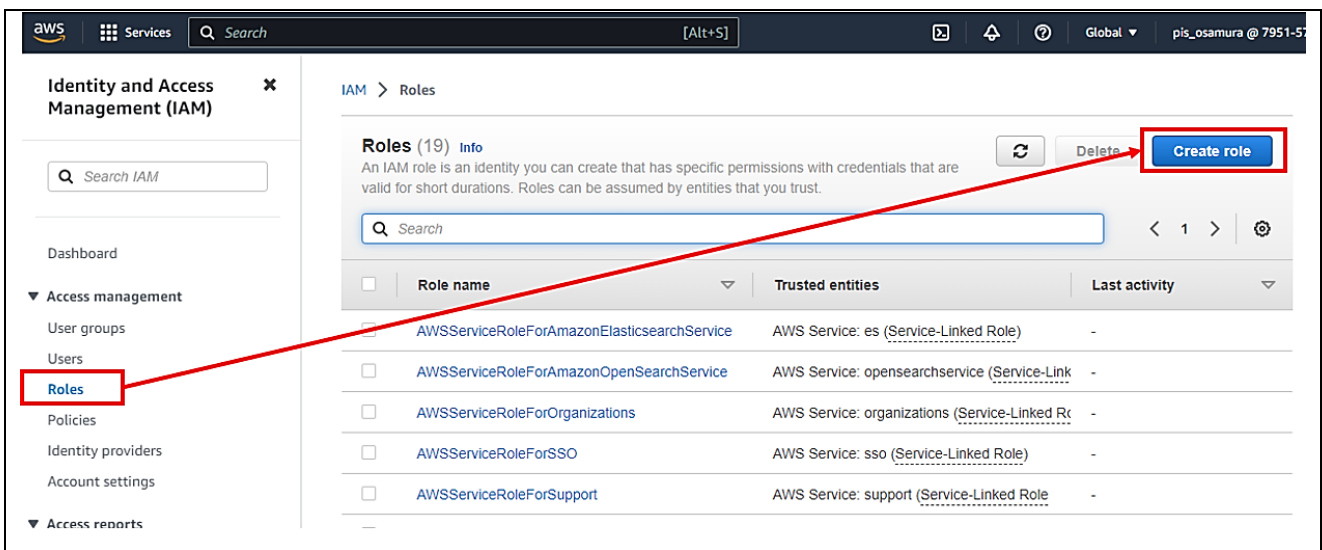 aws
Services
Search
[Alt+S]
Global
pis_osamura @ 7951-57
Identity and Access
Management (IAM)
Search IAM
Dashboard
Access management
User groups
Users
Roles
Policies
Identity providers
Account settings
Access reports
IAM > Roles
Roles (19) Info
An IAM role is an identity you can create that has specific permissions with credentials that are
valid for short durations. Roles can be assumed by entities that you trust.
Delete
Create role
Search
1
Role name Trusted entities Last activity
AWSServiceRoleForAmazonElasticsearchService AWS Service: es (Service-Linked Role) -
AWSServiceRoleForAmazonOpenSearchService AWS Service: opensearchservice (Service-Link -
AWSServiceRoleForOrganizations AWS Service: organizations (Service-Linked Ro -
AWSServiceRoleForSSO AWS Service: sso (Service-Linked Role) -
AWSServiceRoleForSupport AWS Service: support (Service-Linked Role -